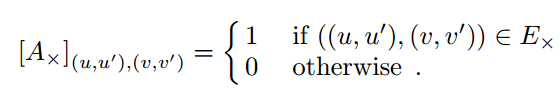 [A×](u,u′),(v,v′) = { 1 if ((u, u′), (v, v′)) ∈ E×
0 otherwise .